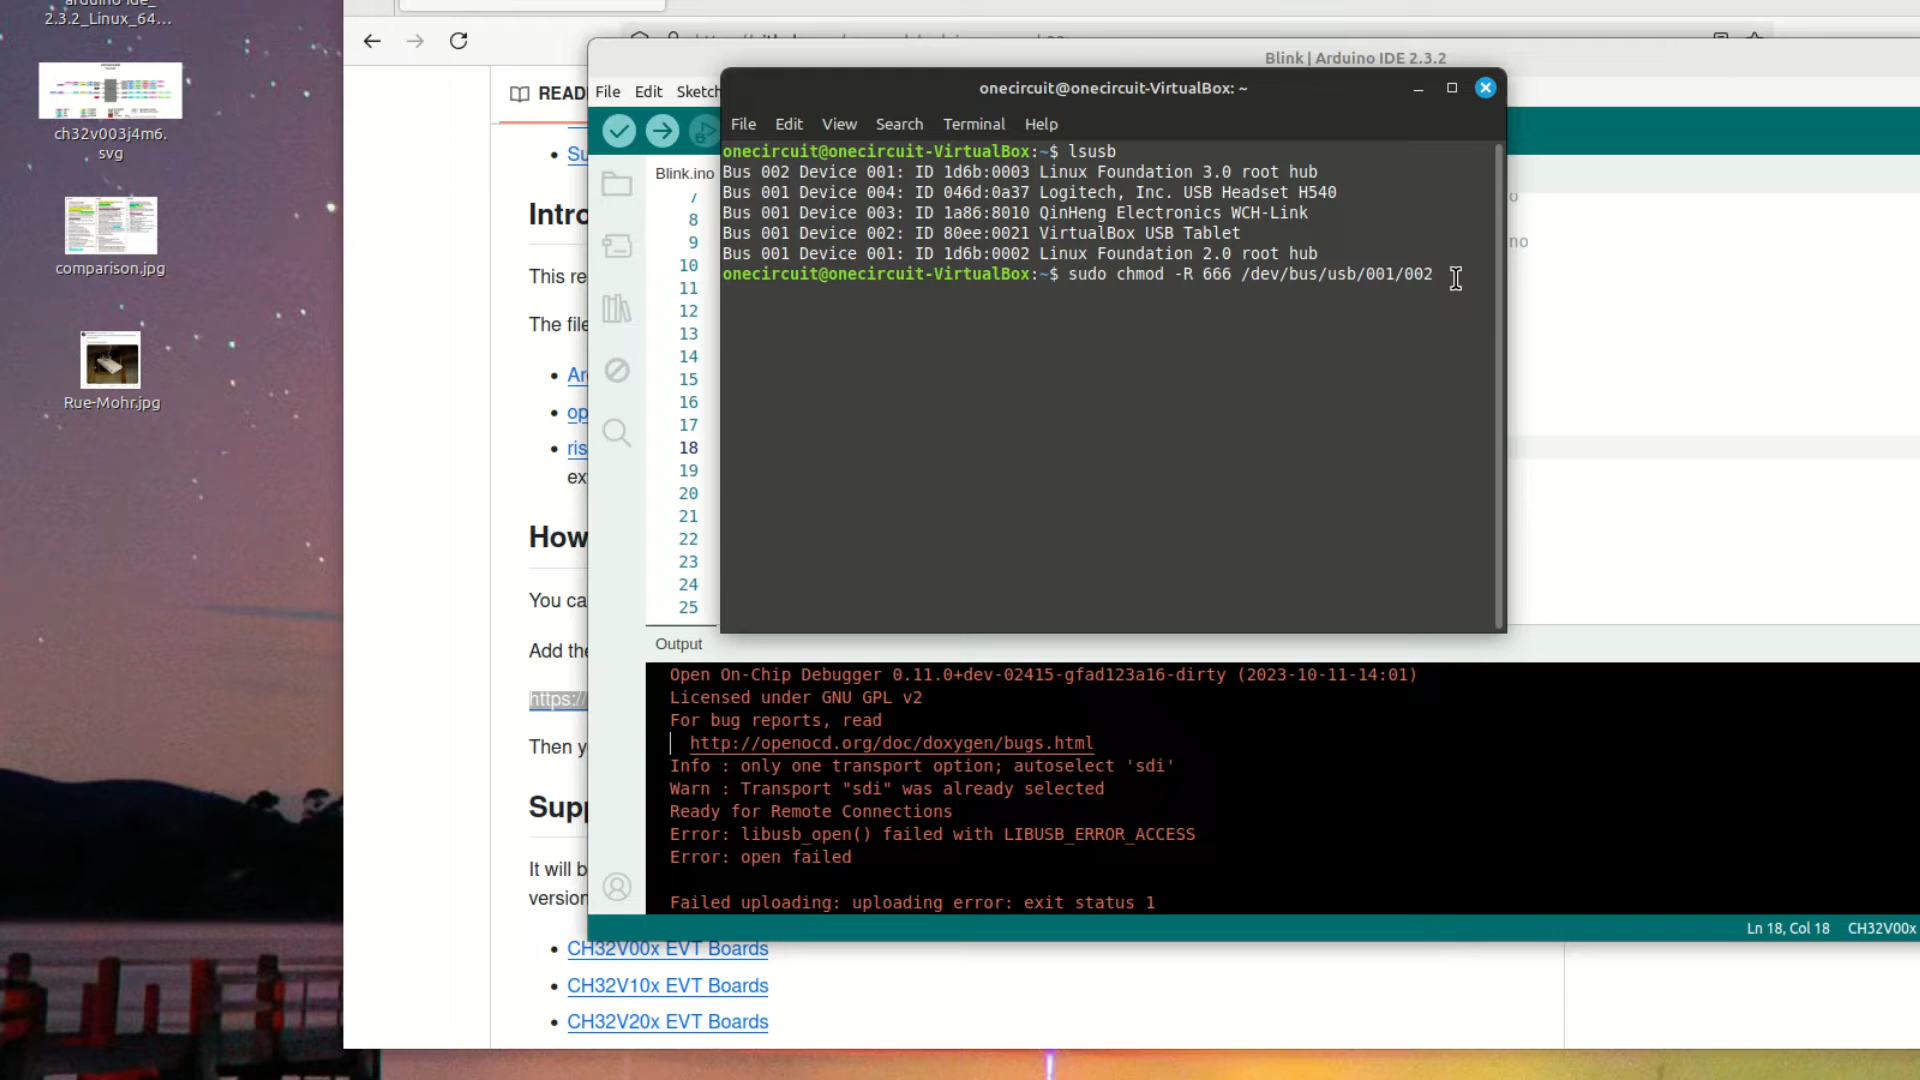 arduino-ide_
2.3.2_Linux_64...
ch32v003j4m6.
svg
comparison.jpg
Rue-Mohr.jpg
READ
Su
Intro
This re
The file
Ar
op
ris
ex
How
You ca
Add the
https://
Then y
Supp
It will b
version
CH32V00x EVT Boards
CH32V10x EVT Boards
CH32V20x EVT Boards
Blink | Arduino IDE 2.3.2
File Edit Sketch
Blink.ino
7
8
9
10
11
12
13
14
15
16
17
18
19
20
21
22
23
24
25
onecircuit@onecircuit-VirtualBox: ~
File Edit View Search Terminal Help
onecircuit@onecircuit-VirtualBox:~$ lsusb
Bus 002 Device 001: ID 1d6b:0003 Linux Foundation 3.0 root hub
Bus 001 Device 004: ID 046d:0a37 Logitech, Inc. USB Headset H540
Bus 001 Device 003: ID 1a86:8010 QinHeng Electronics WCH-Link
Bus 001 Device 002: ID 80ee:0021 VirtualBox USB Tablet
Bus 001 Device 001: ID 1d6b:0002 Linux Foundation 2.0 root hub
onecircuit@onecircuit-VirtualBox:~$ sudo chmod -R 666 /dev/bus/usb/001/002
o
no
Output
Open On-Chip Debugger 0.11.0+dev-02415-gfad123a16-dirty (2023-10-11-14:01)
Licensed under GNU GPL v2
For bug reports, read
http://openocd.org/doc/doxygen/bugs.html
Info : only one transport option; autoselect 'sdi'
Warn : Transport "sdi" was already selected
Ready for Remote Connections
Error: libusb_open() failed with LIBUSB_ERROR_ACCESS
Error: open failed
Failed uploading: uploading error: exit status 1
Ln 18, Col 18 CH32V00x